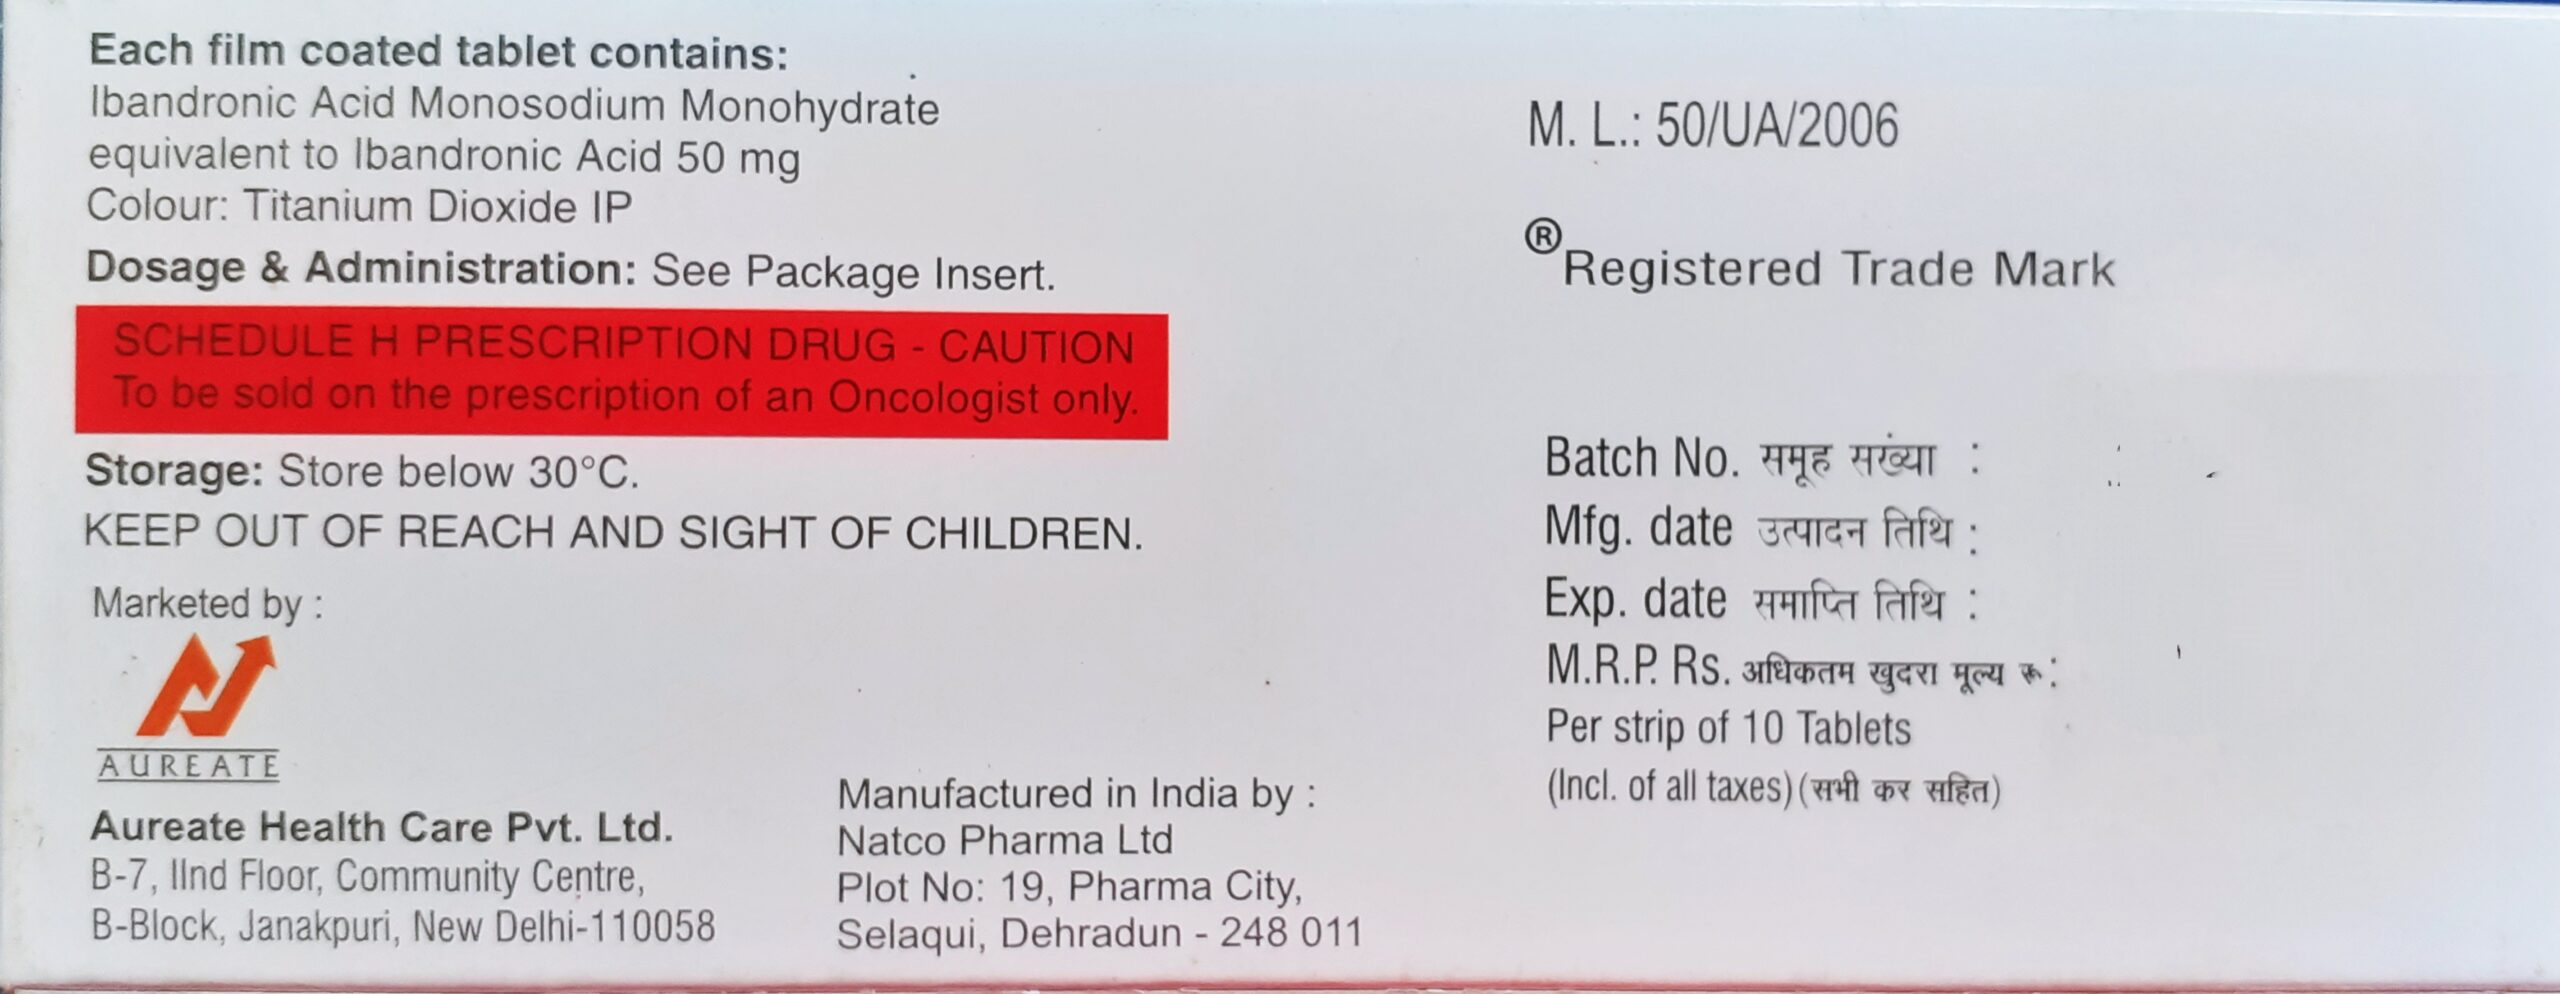 Each film coated tablet contains:
Ibandronic Acid Monosodium Monohydrate
equivalent to Ibandronic Acid 50 mg
Colour: Titanium Dioxide IP
Dosage & Administration: See Package Insert.
SCHEDULE H PRESCRIPTION DRUG - CAUTION
To be sold on the prescription of an Oncologist only.
Storage: Store below 30°C.
KEEP OUT OF REACH AND SIGHT OF CHILDREN.
Marketed by :
AUREATE
Aureate Health Care Pvt. Ltd.
B-7, IInd Floor, Community Centre,
B-Block, Janakpuri, New Delhi-110058
Manufactured in India by :
Natco Pharma Ltd
Plot No: 19, Pharma City,
Selaqui, Dehradun - 248 011
M. L.: 50/UA/2006
®Registered Trade Mark
Batch No. समूह सख्ंया :
Mfg. date उत्पादन तिथि :
Exp. date समाप्ति तिथि :
M.R.P. Rs. अधिकतम खुदरा मूल्य रू:
Per strip of 10 Tablets
(Incl. of all taxes) (सभी कर सहित)